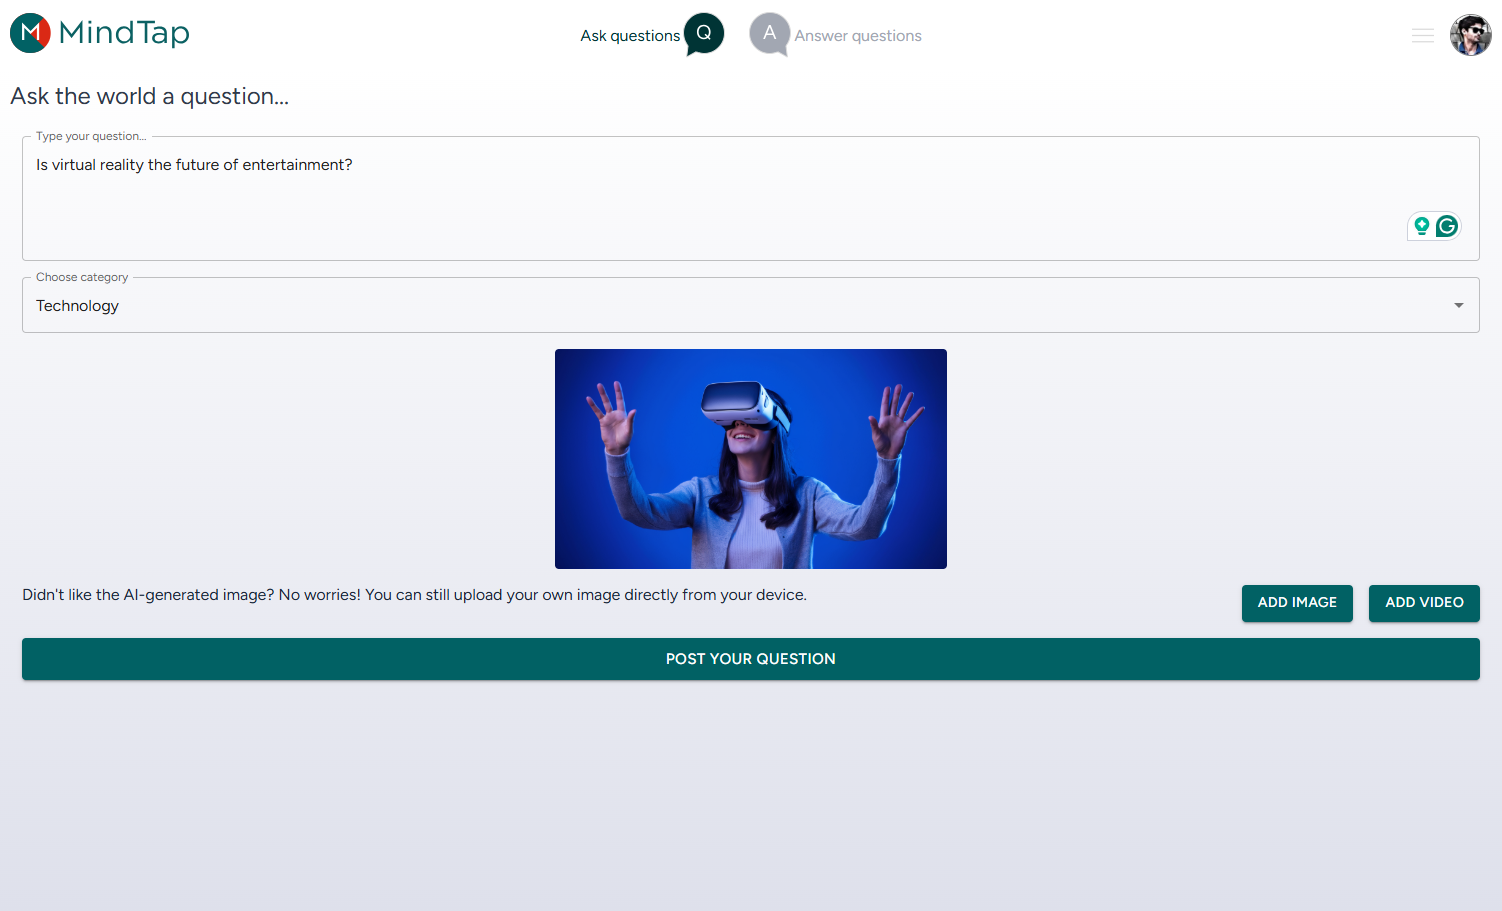 M MindTap
Ask questions Q A Answer questions
Ask the world a question...
Type your question...
Is virtual reality the future of entertainment?
G
Choose category
Technology
Didn't like the AI-generated image? No worries! You can still upload your own image directly from your device.
ADD IMAGE ADD VIDEO
POST YOUR QUESTION